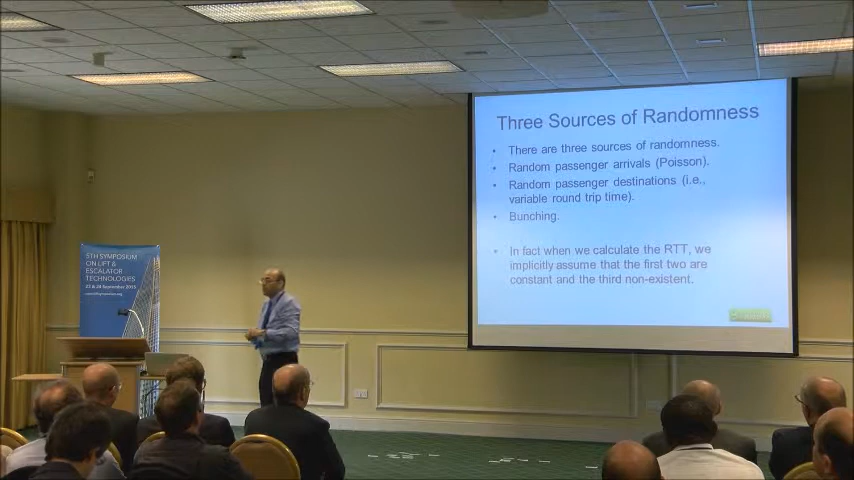 Three Sources of Randomness
• There are three sources of randomness.
• Random passenger arrivals (Poisson).
• Random passenger destinations (i.e.,
variable round trip time).
• Bunching.
• In fact when we calculate the RTT, we
implicitly assume that the first two are
constant and the third non-existent.
5TH SYMPOSIUM
ON LIFT &
ESCALATOR
TECHNOLOGIES